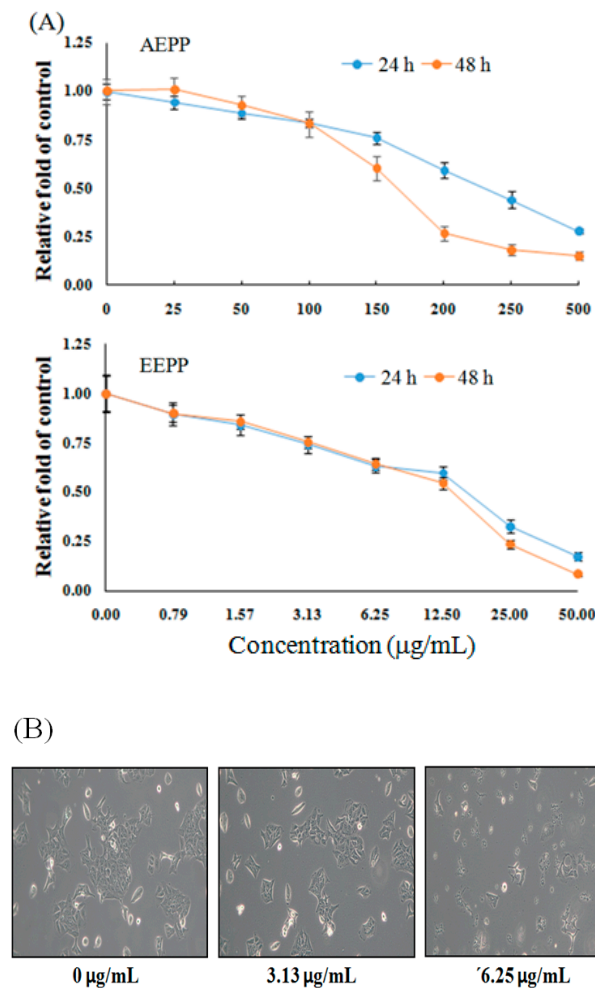 (A)
AEPP
24 h 48 h
Relative fold of control
1.25
1.00
0.75
0.50
0.25
0.00
0 25 50 100 150 200 250 500
EEPP
24 h 48 h
Relative fold of control
1.25
1.00
0.75
0.50
0.25
0.00
0.00 0.79 1.57 3.13 6.25 12.50 25.00 50.00
Concentration (μg/mL)
(B)
0 μg/mL 3.13 μg/mL ´6.25 μg/mL